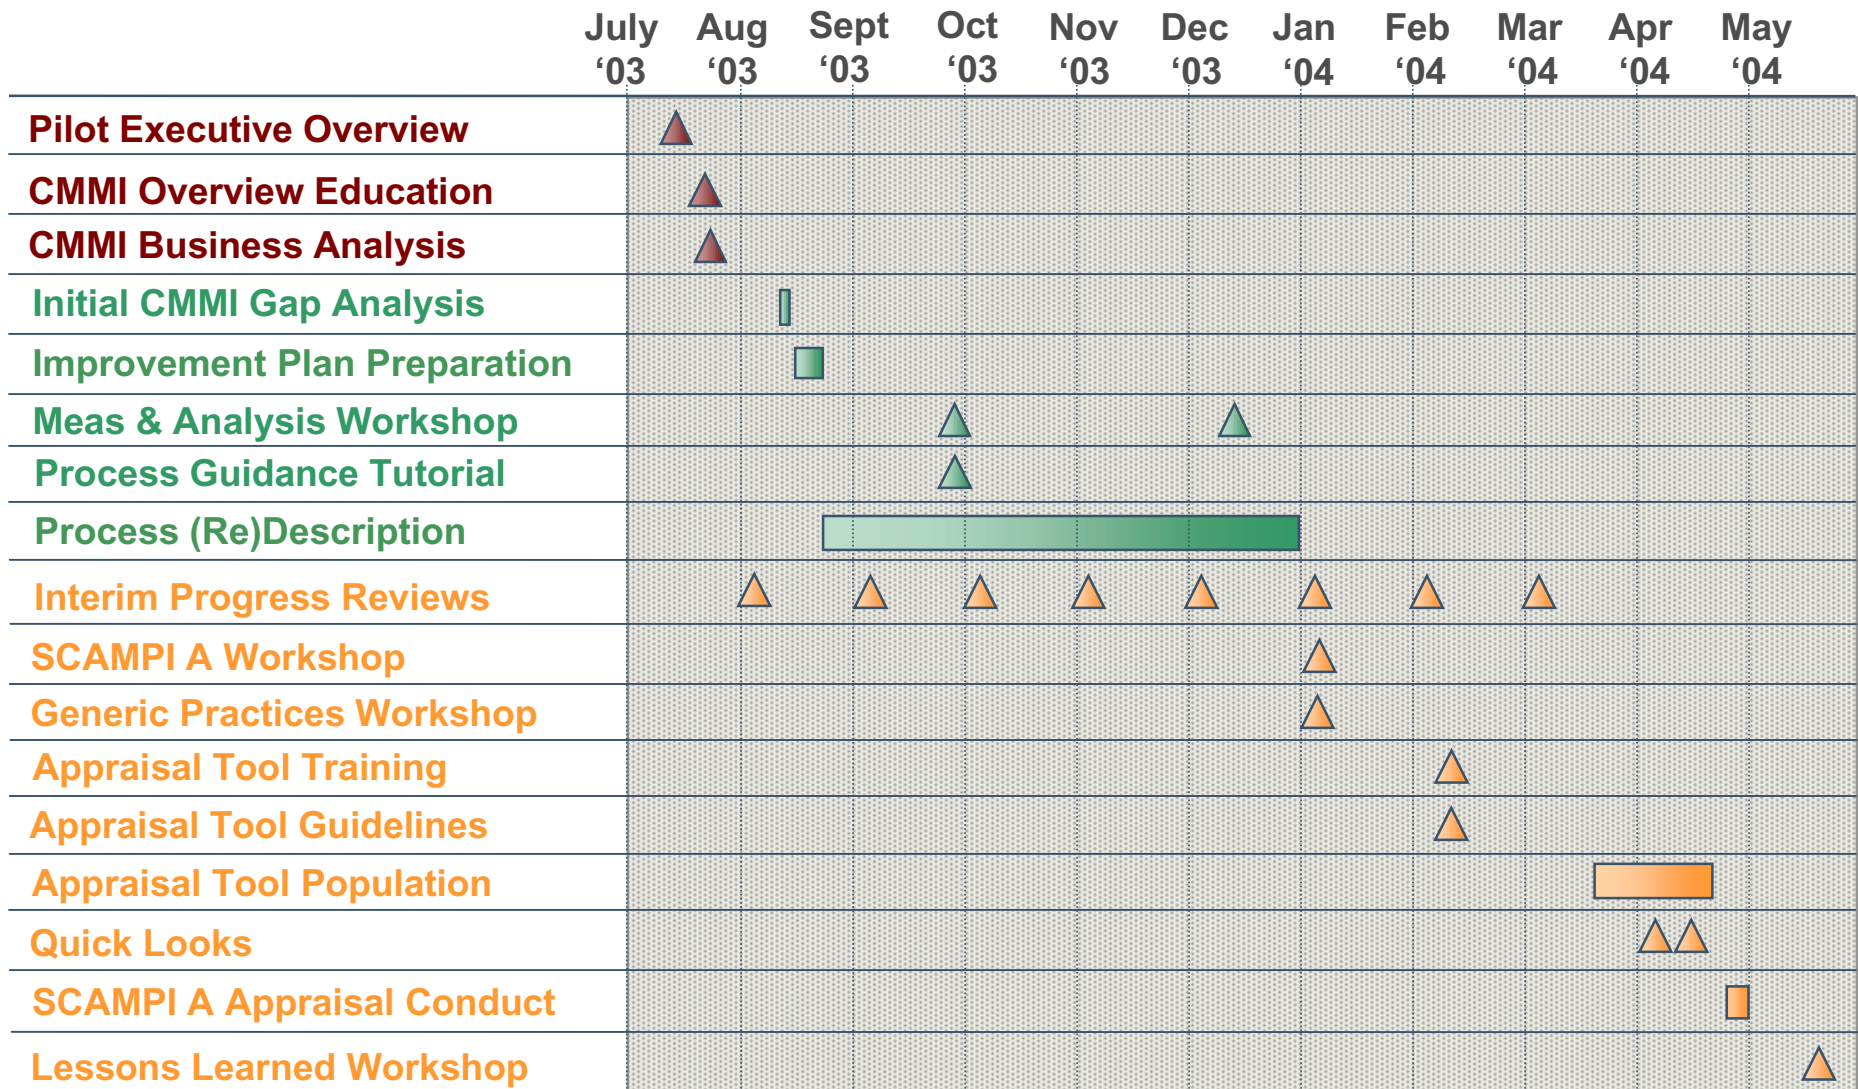 July Aug Sept Oct Nov Dec Jan Feb Mar Apr May
‘03 ‘03 ‘03 ‘03 ‘03 ‘03 ‘04 ‘04 ‘04 ‘04 ‘04
Pilot Executive Overview
CMMI Overview Education
CMMI Business Analysis
Initial CMMI Gap Analysis
Improvement Plan Preparation
Meas & Analysis Workshop
Process Guidance Tutorial
Process (Re)Description
Interim Progress Reviews
SCAMPI A Workshop
Generic Practices Workshop
Appraisal Tool Training
Appraisal Tool Guidelines
Appraisal Tool Population
Quick Looks
SCAMPI A Appraisal Conduct
Lessons Learned Workshop